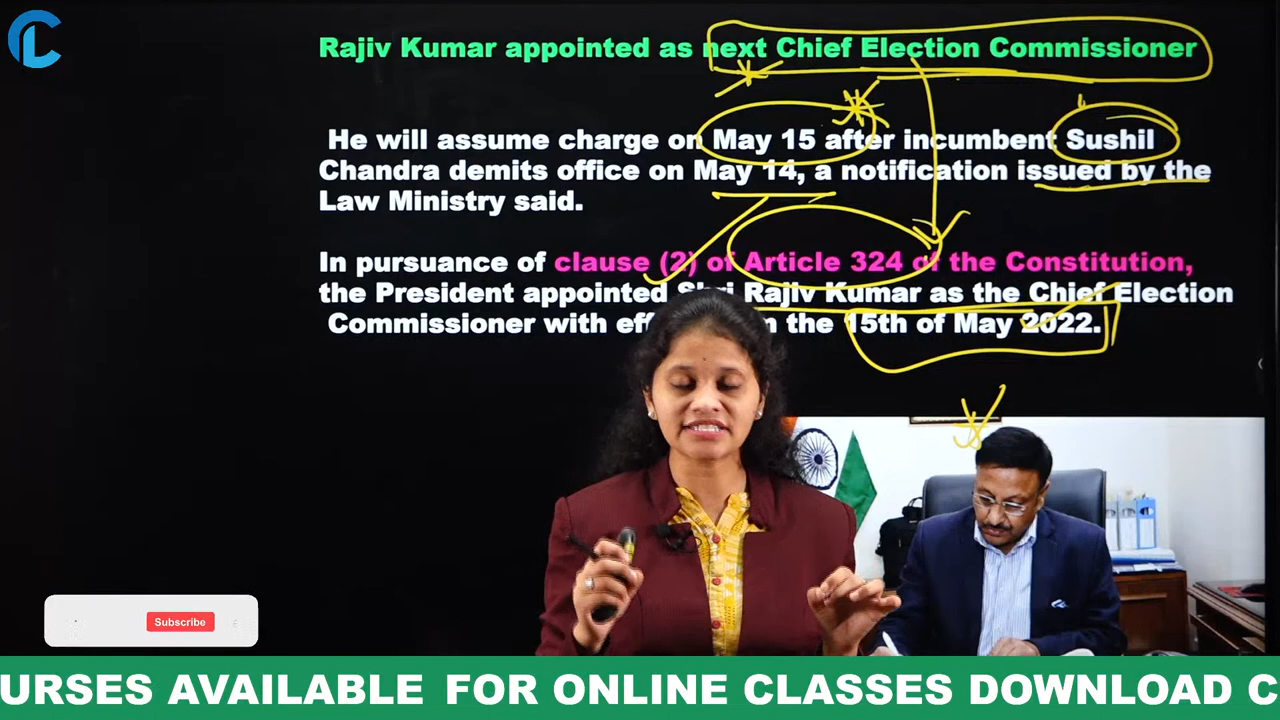 Rajiv Kumar appointed as next Chief Election Commissioner
He will assume charge on May 15 after incumbent Sushil
Chandra demits office on May 14, a notification issued by the
Law Ministry said.
In pursuance of clause (2) of Article 324 of the Constitution,
the President appointed Shri Rajiv Kumar as the Chief Election
Commissioner with eff the 15th of May 2022.
Subscribe
URSES AVAILABLE FOR ONLINE CLASSES DOWNLOAD C